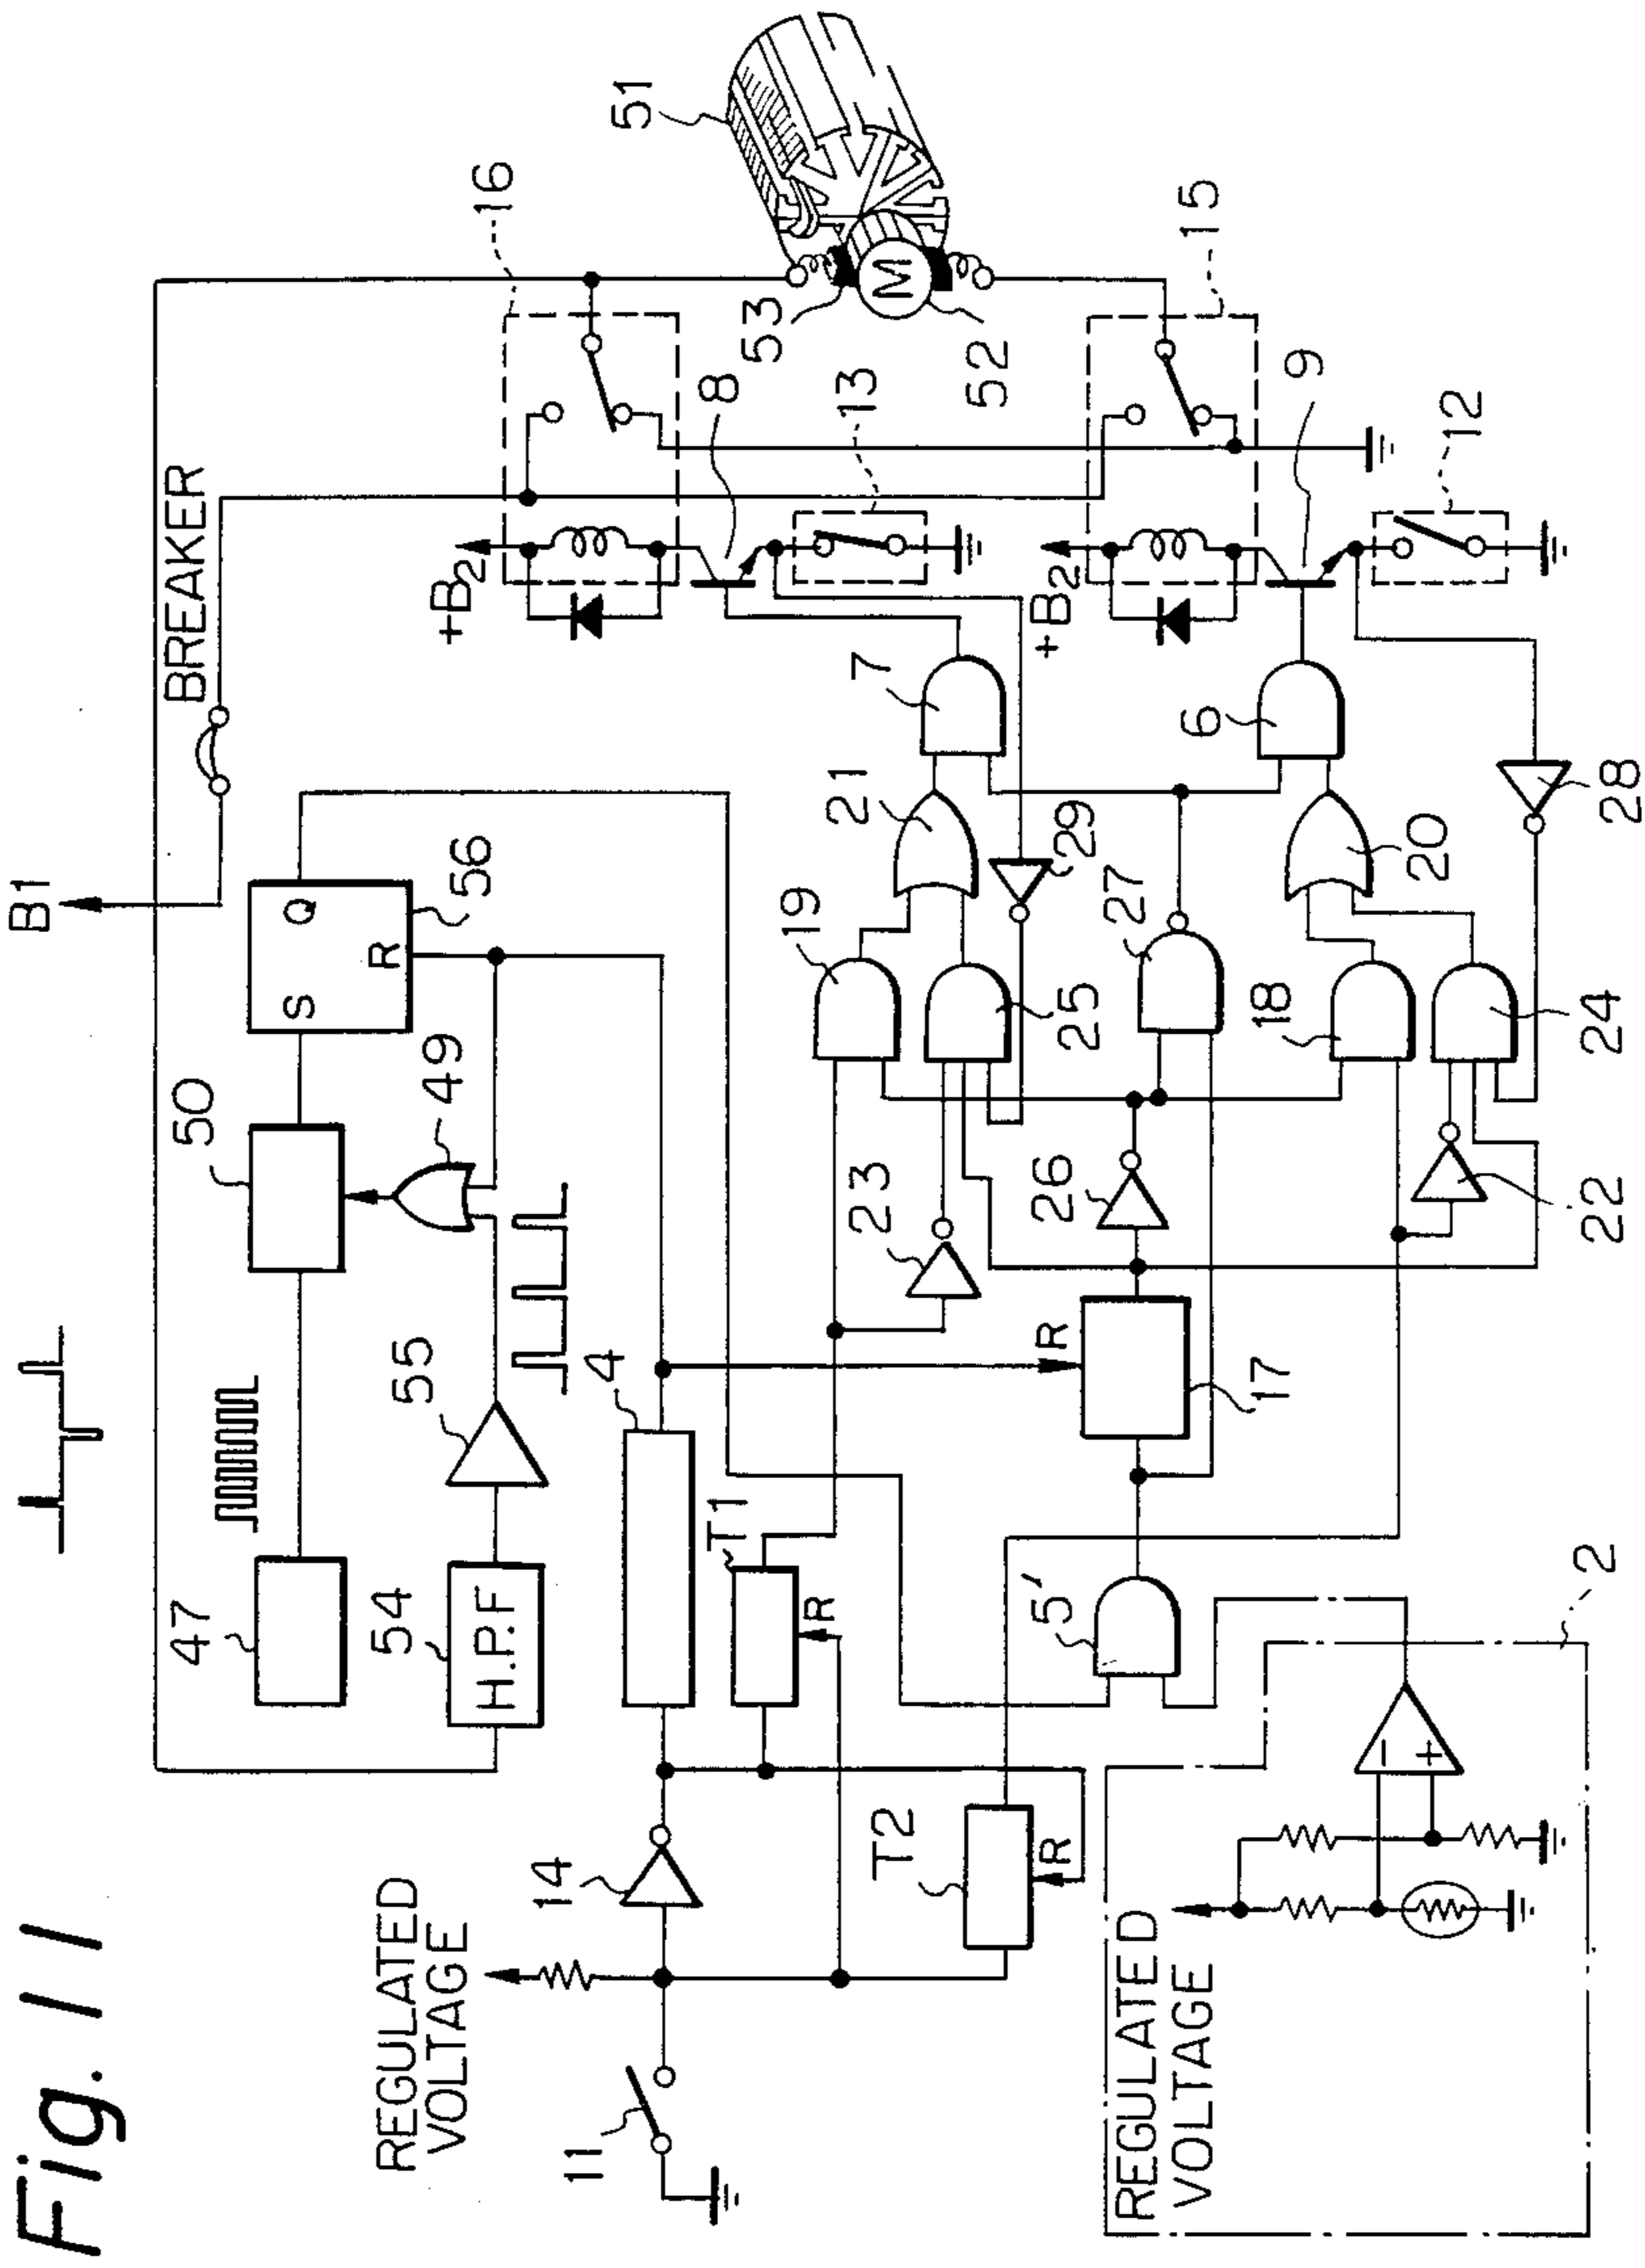 Fig. 11
B1
BREAKER
+B2
16
51
50
S
Q
R
56
49
47
54
H.P.F
55
4
T1
R
8
13
53
M
52
7
21
19
25
29
23
27
26
R
17
+B2
15
9
12
6
20
28
18
24
22
REGULATED
VOLTAGE
14
11
T2
R
5'
2
REGULATED
VOLTAGE
−
+